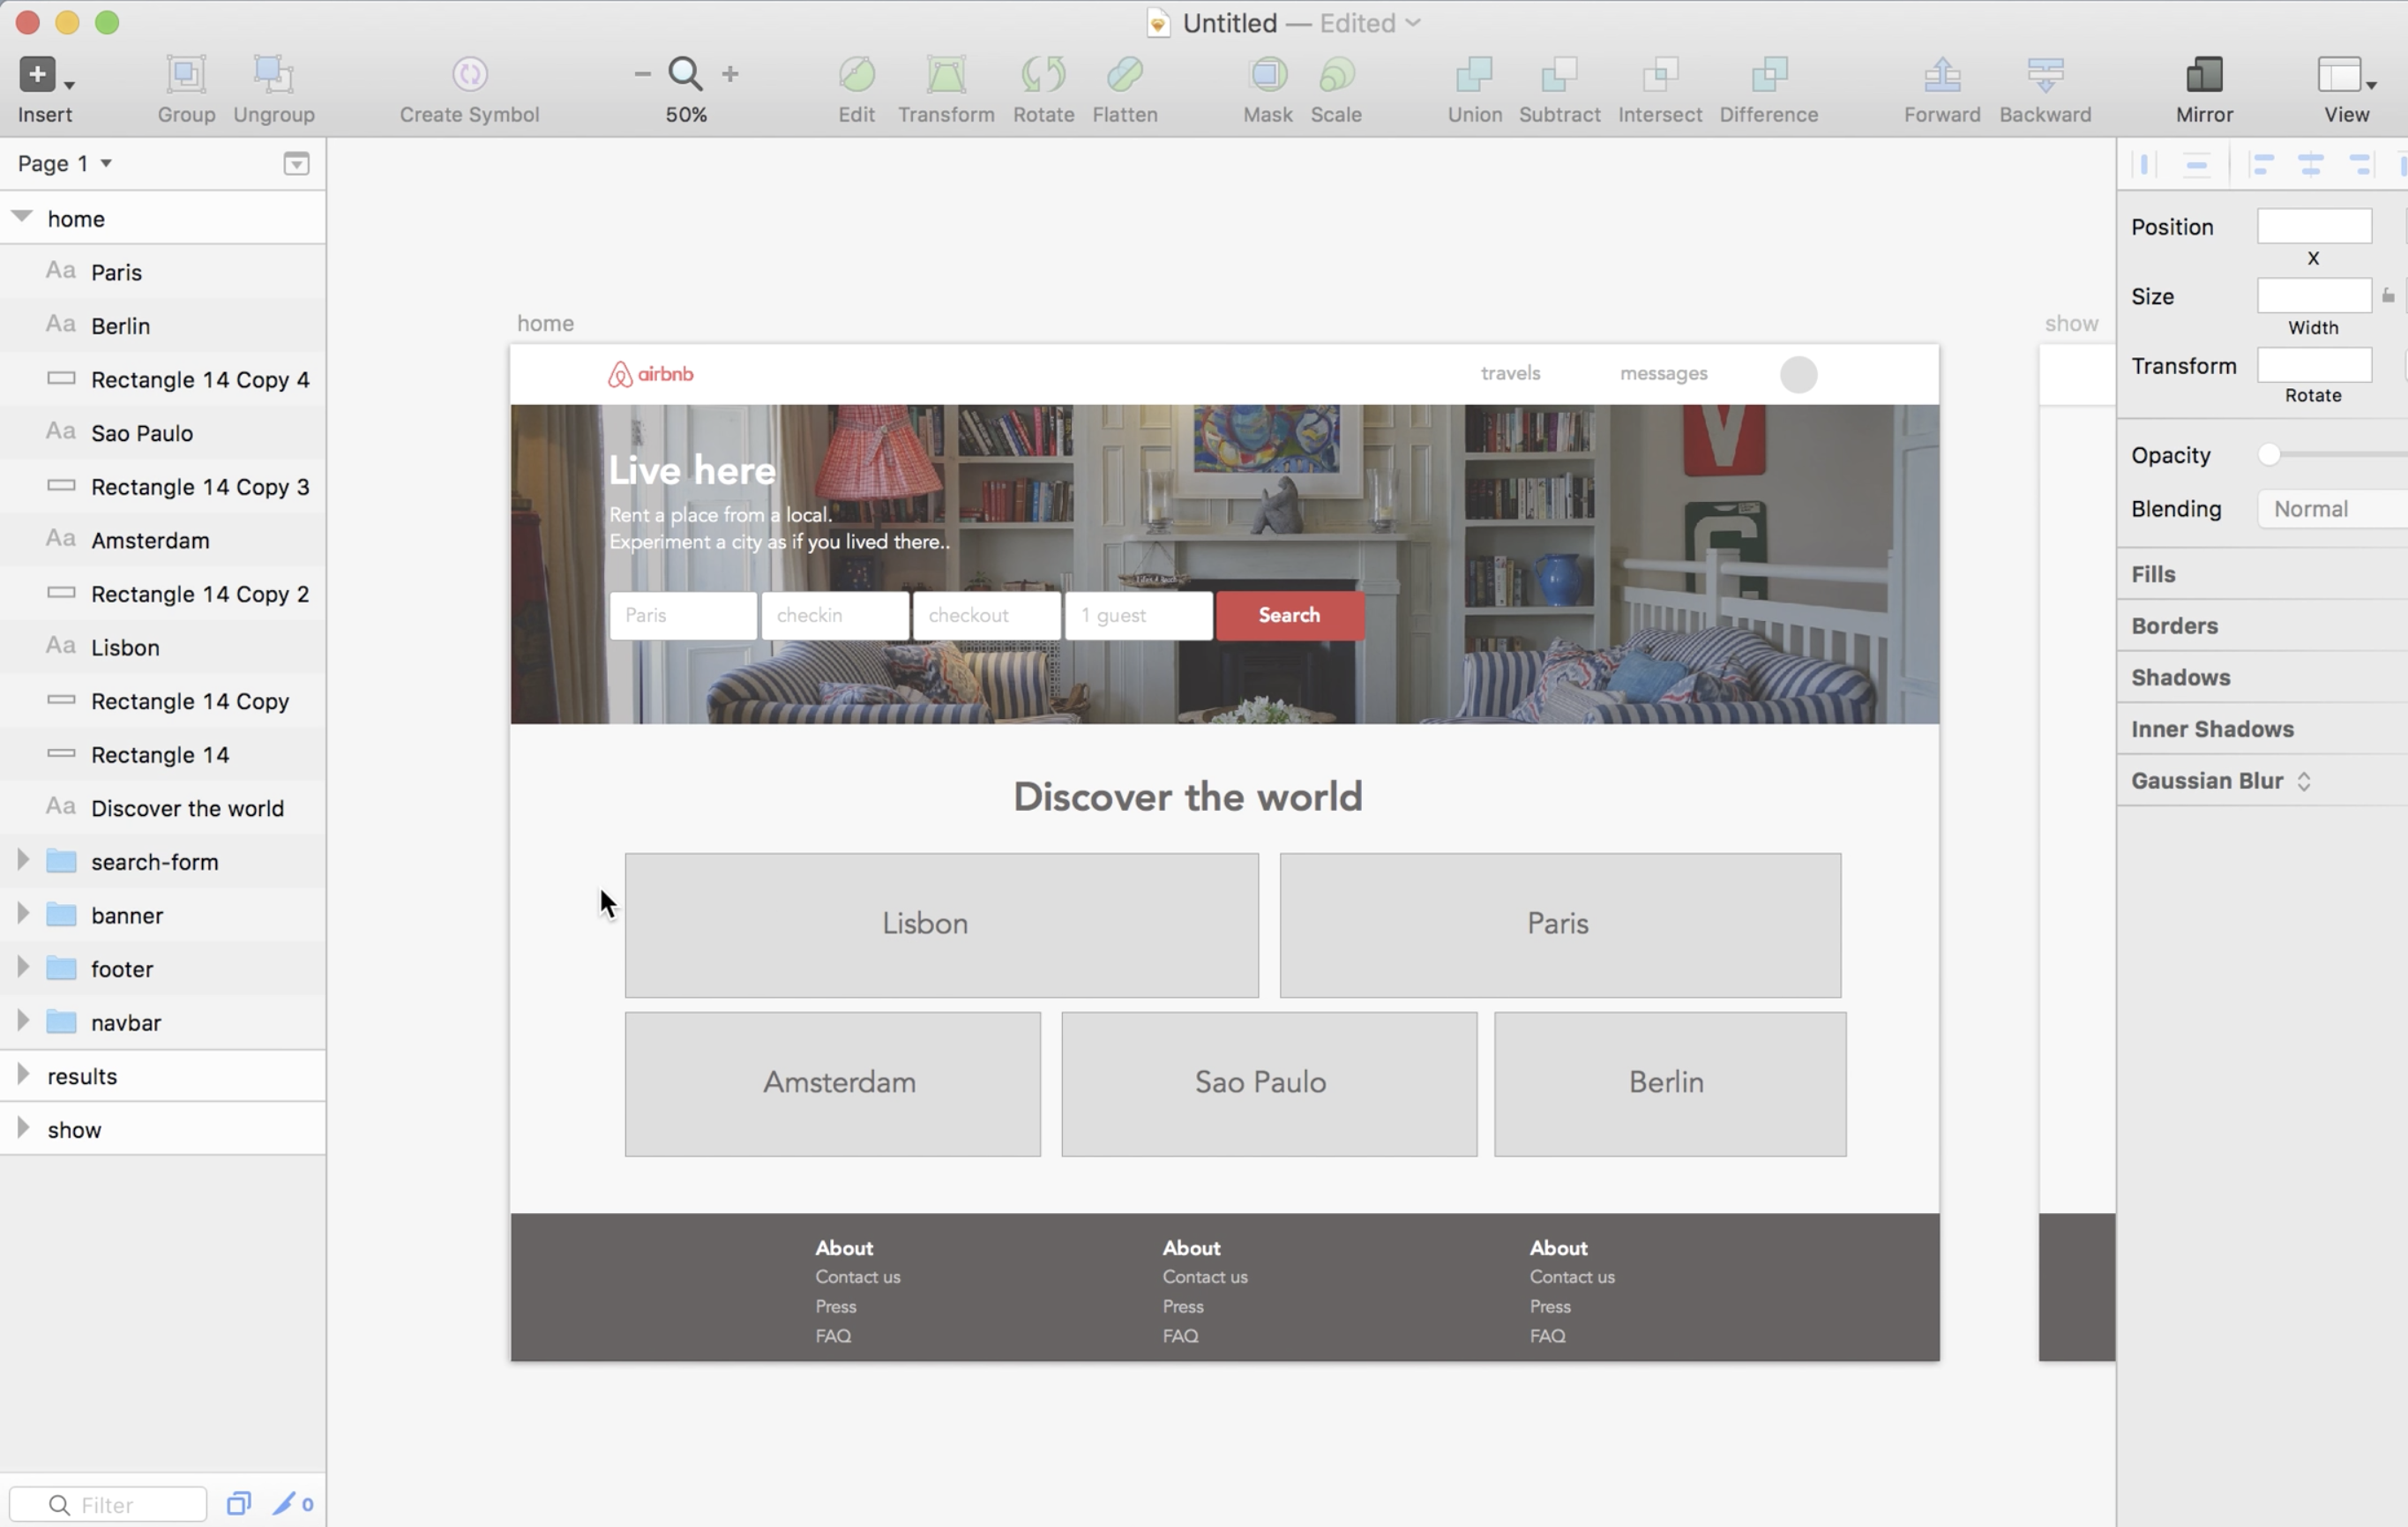 Untitled — Edited
Insert
Group
Ungroup
Create Symbol
50%
Edit
Transform
Rotate
Flatten
Mask
Scale
Union
Subtract
Intersect
Difference
Forward
Backward
Mirror
View
Page 1
home
Aa Paris
Aa Berlin
Rectangle 14 Copy 4
Aa Sao Paulo
Rectangle 14 Copy 3
Aa Amsterdam
Rectangle 14 Copy 2
Aa Lisbon
Rectangle 14 Copy
Rectangle 14
Aa Discover the world
search-form
banner
footer
navbar
results
show
Filter
0
home
airbnb
travels
messages
V
Live here
Rent a place from a local.
Experiment a city as if you lived there..
Paris
checkin
checkout
1 guest
Search
Discover the world
Lisbon
Paris
Amsterdam
Sao Paulo
Berlin
About
Contact us
Press
FAQ
About
Contact us
Press
FAQ
About
Contact us
Press
FAQ
show
Position
X
Size
Width
Transform
Rotate
Opacity
Blending
Normal
Fills
Borders
Shadows
Inner Shadows
Gaussian Blur